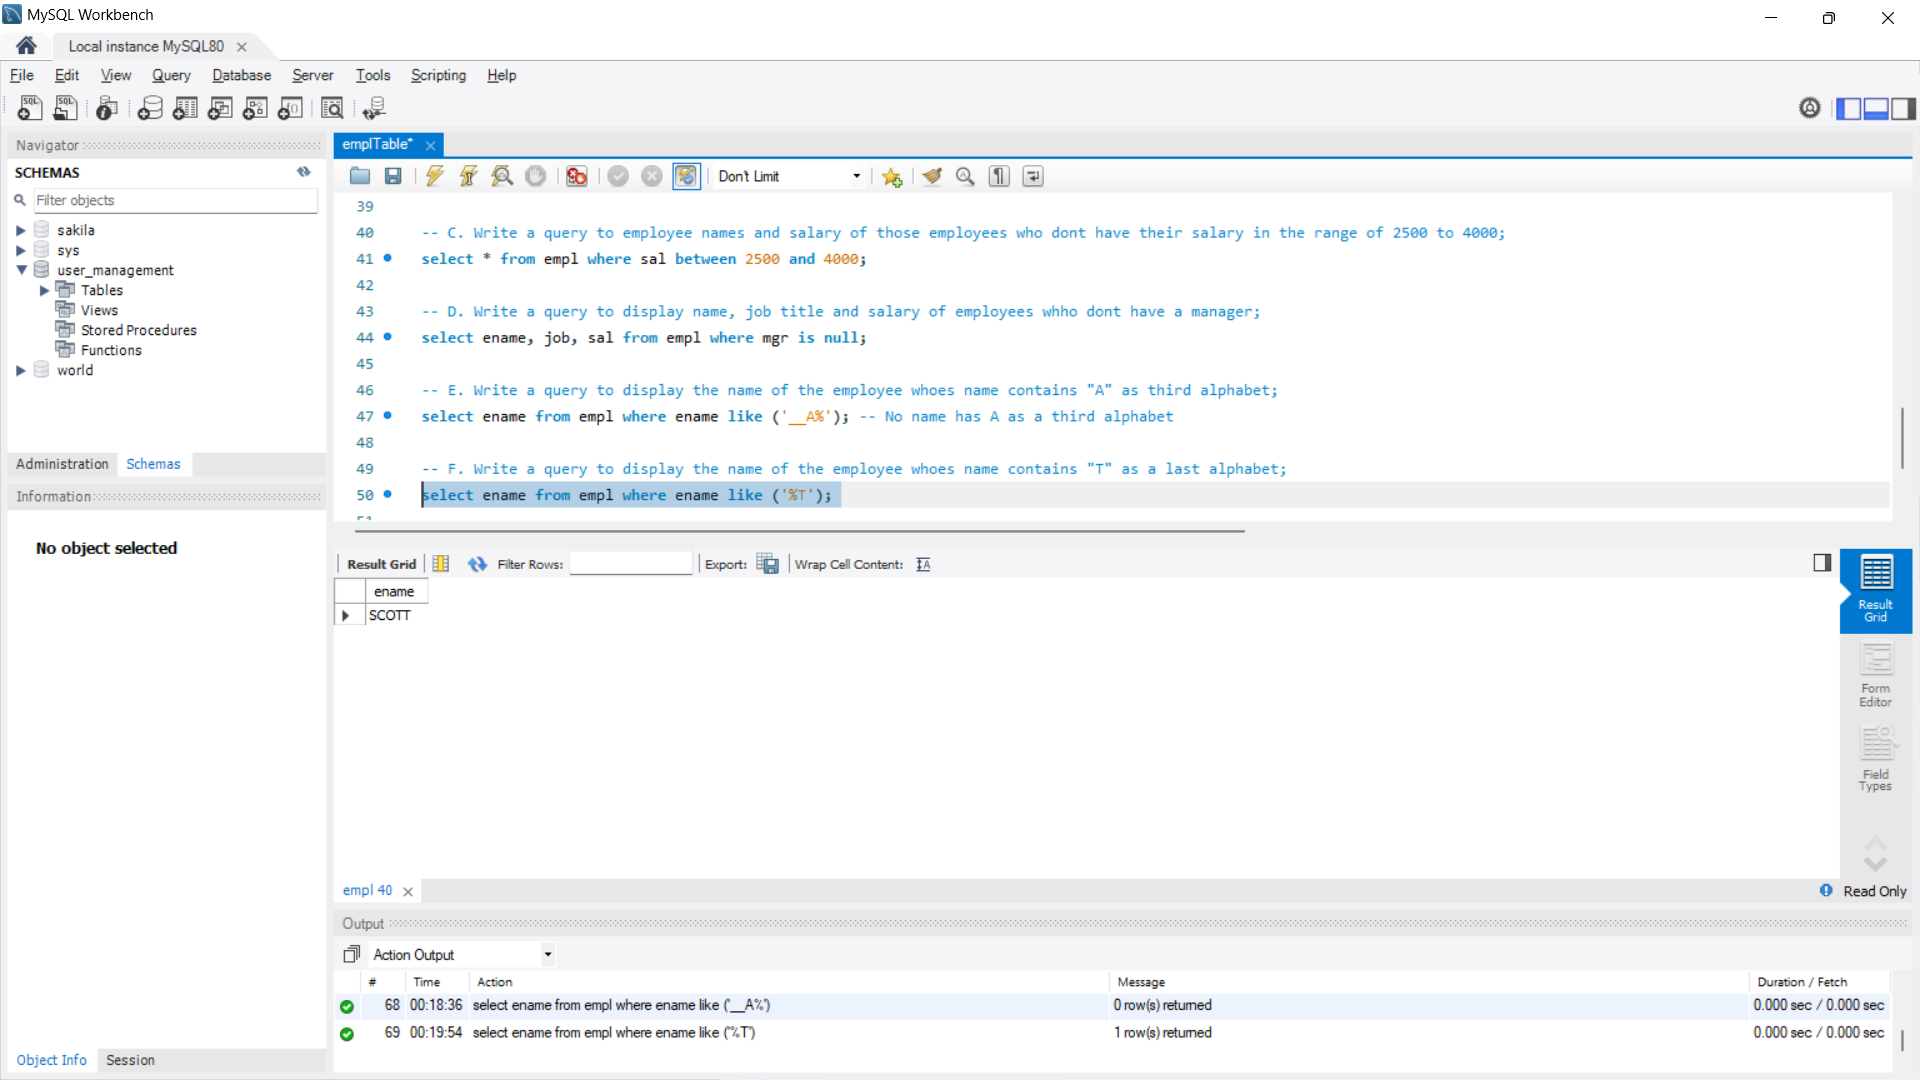 MySQL Workbench
Local instance MySQL80
File Edit View Query Database Server Tools Scripting Help
Navigator
SCHEMAS
Filter objects
sakila
sys
user_management
Tables
Views
Stored Procedures
Functions
world
Administration Schemas
Information
No object selected
Object Info Session
emplTable*
Don't Limit
39
40 -- C. Write a query to employee names and salary of those employees who dont have their salary in the range of 2500 to 4000;
41 select * from empl where sal between 2500 and 4000;
42
43 -- D. Write a query to display name, job title and salary of employees whho dont have a manager;
44 select ename, job, sal from empl where mgr is null;
45
46 -- E. Write a query to display the name of the employee whoes name contains "A" as third alphabet;
47 select ename from empl where ename like ('__A%'); -- No name has A as a third alphabet
48
49 -- F. Write a query to display the name of the employee whoes name contains "T" as a last alphabet;
50 select ename from empl where ename like ('%T');
51
Result Grid Filter Rows: Export: Wrap Cell Content:
ename
SCOTT
Result Grid
Form Editor
Field Types
empl 40
Read Only
Output
Action Output
# Time Action Message Duration / Fetch
68 00:18:36 select ename from empl where ename like ('__A%') 0 row(s) returned 0.000 sec / 0.000 sec
69 00:19:54 select ename from empl where ename like ('%T') 1 row(s) returned 0.000 sec / 0.000 sec